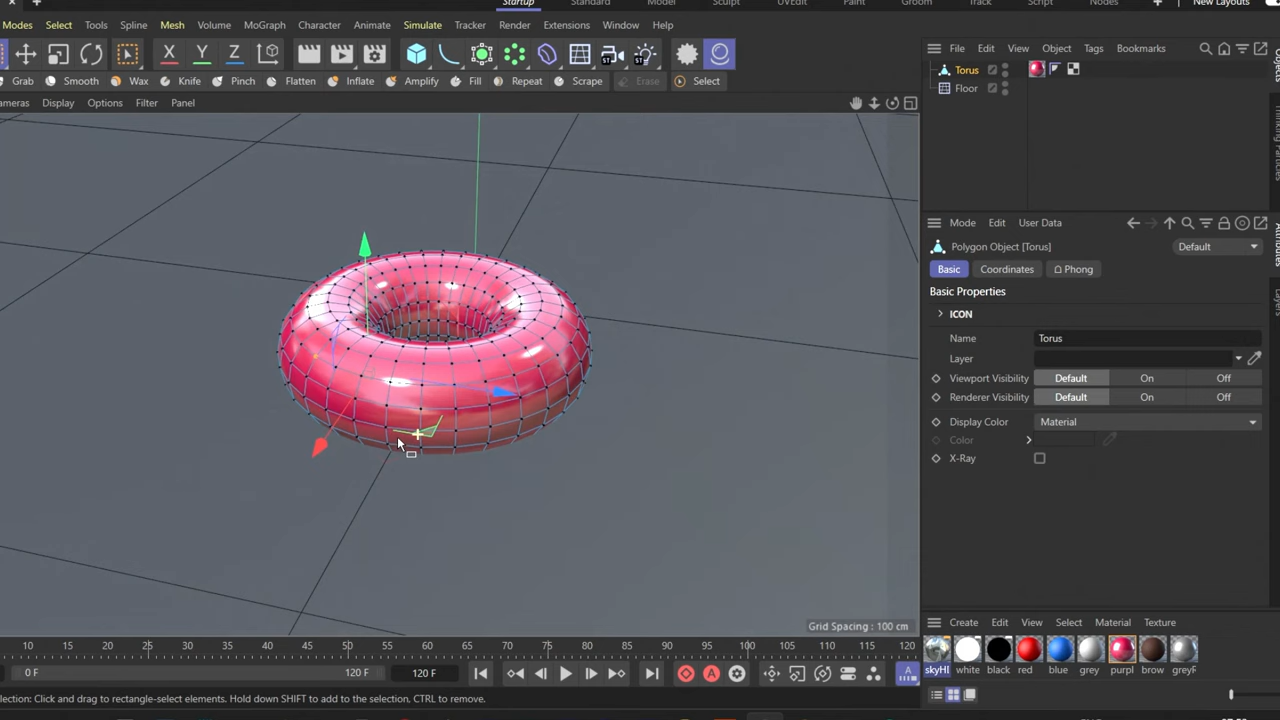 Startup Standard Model Sculpt UVEdit Paint Groom Track Script Nodes New Layouts
Modes Select Tools Spline Mesh Volume MoGraph Character Animate Simulate Tracker Render Extensions Window Help
File Edit View Object Tags Bookmarks
X Y Z ST ST
Grab Smooth Wax Knife Pinch Flatten Inflate Amplify Fill Repeat Scrape Erase Select
ameras Display Options Filter Panel
Torus
Floor
Objects
Thinking Particles
Mode Edit User Data
Attributes
Polygon Object [Torus] Default
Basic Coordinates Phong
Basic Properties
Layers
ICON
Name Torus
Layer
Viewport Visibility Default On Off
Renderer Visibility Default On Off
Display Color Material
Color
X-Ray
Grid Spacing : 100 cm
Create Edit View Select Material Texture
10 15 20 25 30 35 40 45 50 55 60 65 70 75 80 85 90 95 100 105 110 115 120
0 F 120 F 120 F
skyHI white black red blue grey purpl brow greyF
lection: Click and drag to rectangle-select elements. Hold down SHIFT to add to the selection. CTRL to remove.